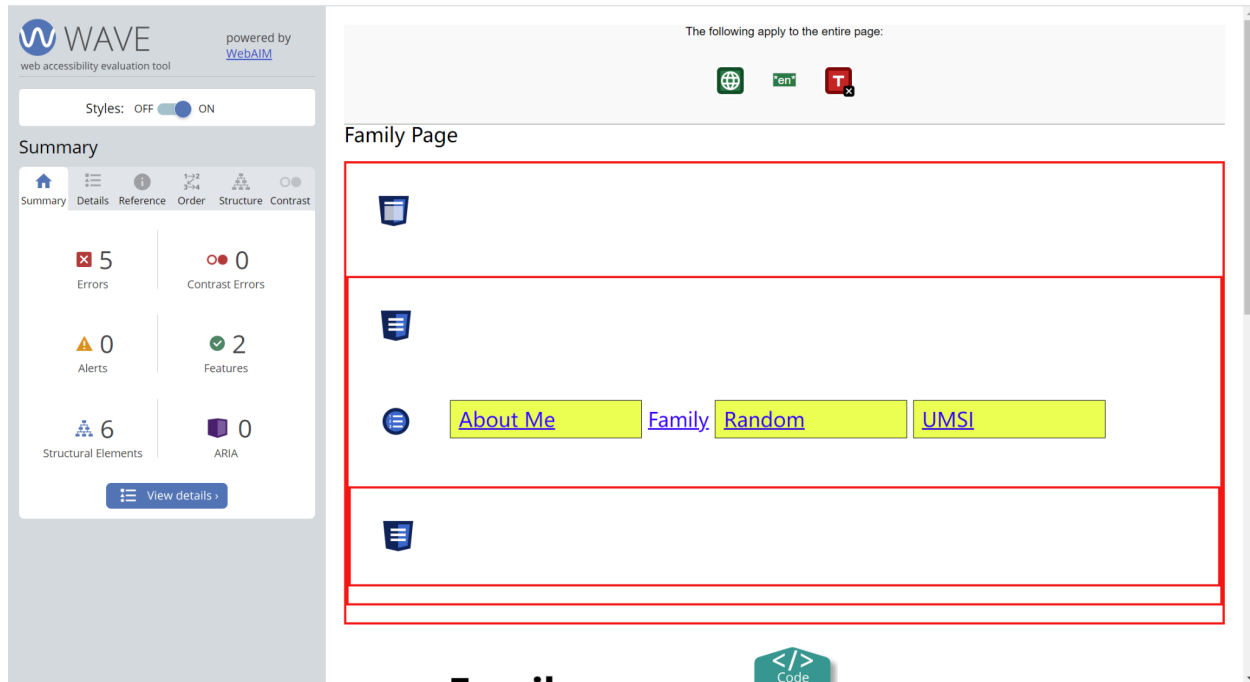 WAVE
powered by
WebAIM
web accessibility evaluation tool
Styles: OFF ON
Summary
Summary Details Reference Order Structure Contrast
5
Errors
0
Contrast Errors
0
Alerts
2
Features
6
Structural Elements
0
ARIA
View details ›
The following apply to the entire page:
"en"
T
Family Page
About Me Family Random UMSI
</>
Code